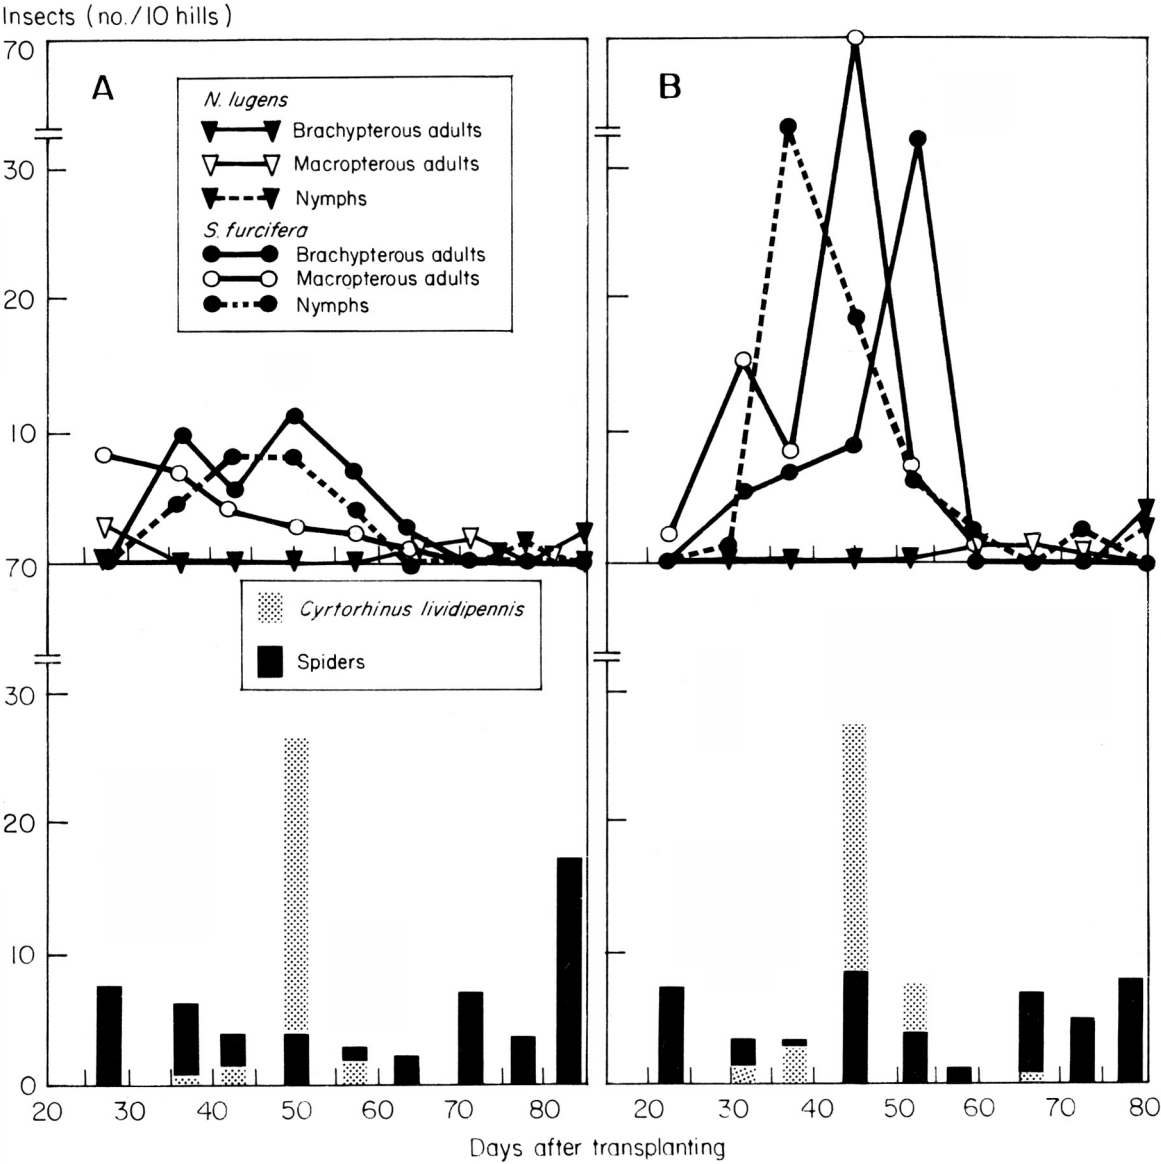 Insects (no./10 hills)
70
A
B
N. lugens
Brachypterous adults
Macropterous adults
Nymphs
S. furcifera
Brachypterous adults
Macropterous adults
Nymphs
30
20
10
70
Cyrtorhinus lividipennis
Spiders
30
20
10
0
20 30 40 50 60 70 80 20 30 40 50 60 70 80
Days after transplanting